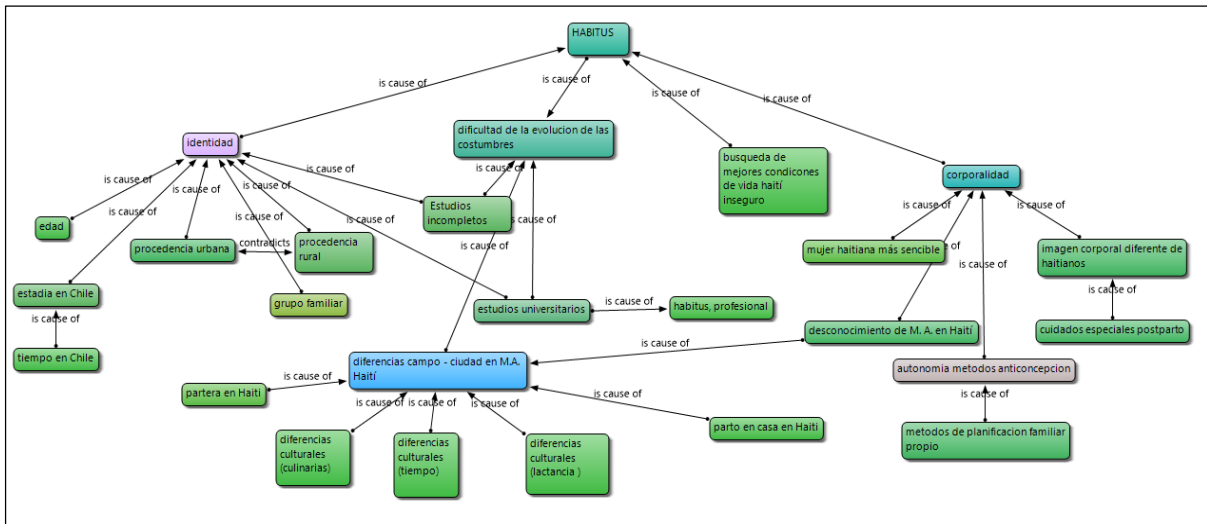 HABITUS
is cause of
is cause of
is cause of
is cause of
identidad
dificultad de la evolucion de las
costumbres
busqueda de
mejores condicones
de vida haití
inseguro
corporalidad
is cause of
is cause of
is cause of
is cause of
is cause of
is cause of
is cause of
is cause of
Estudios
incompletos
edad
procedencia urbana
contradicts
procedencia
rural
is cause of
is cause of
is cause of
is cause of
is cause of
mujer haitiana más sencible
imagen corporal diferente de
haitianos
estadia en Chile
grupo familiar
estudios universitarios
is cause of
habitus, profesional
is cause of
is cause of
tiempo en Chile
desconocimiento de M. A. en Haití
cuidados especiales postparto
is cause of
diferencias campo - ciudad en M.A.
Haití
autonomia metodos anticoncepcion
partera en Haiti
is cause of
is cause of
is cause of
is cause of
is cause of
is cause of
parto en casa en Haiti
metodos de planificacion familiar
propio
diferencias
culturales
(culinarias)
diferencias
culturales
(tiempo)
diferencias
culturales
(lactancia )